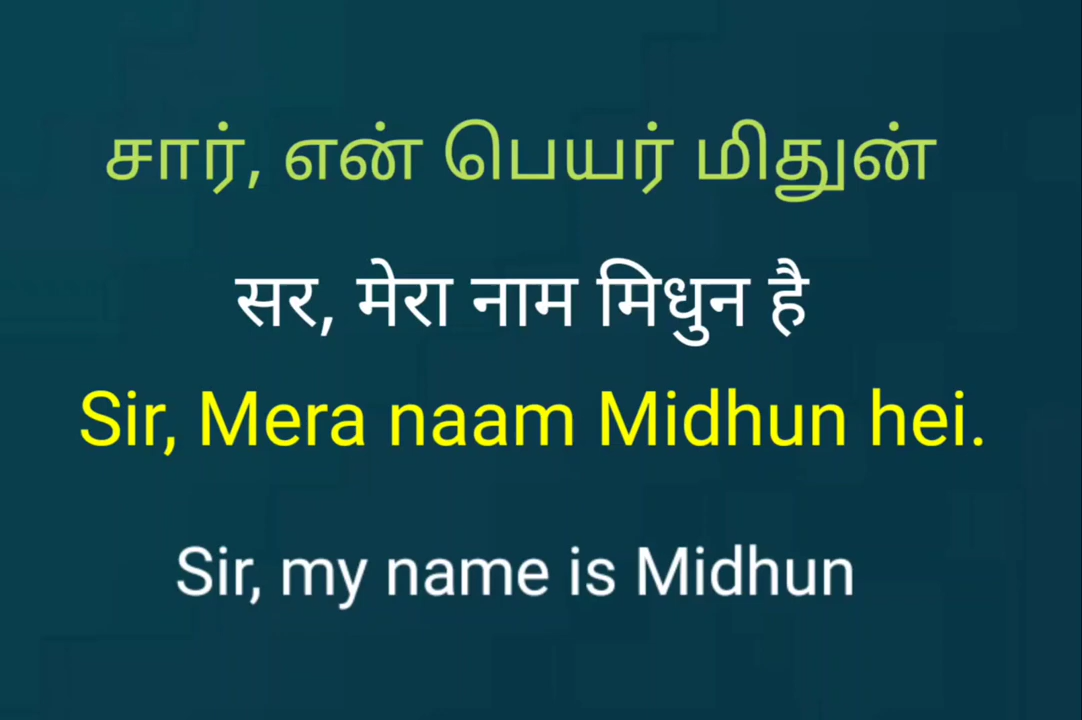 சார், என் பெயர் மிதுன்
सर, मेरा नाम मिधुन है
Sir, Mera naam Midhun hei.
Sir, my name is Midhun